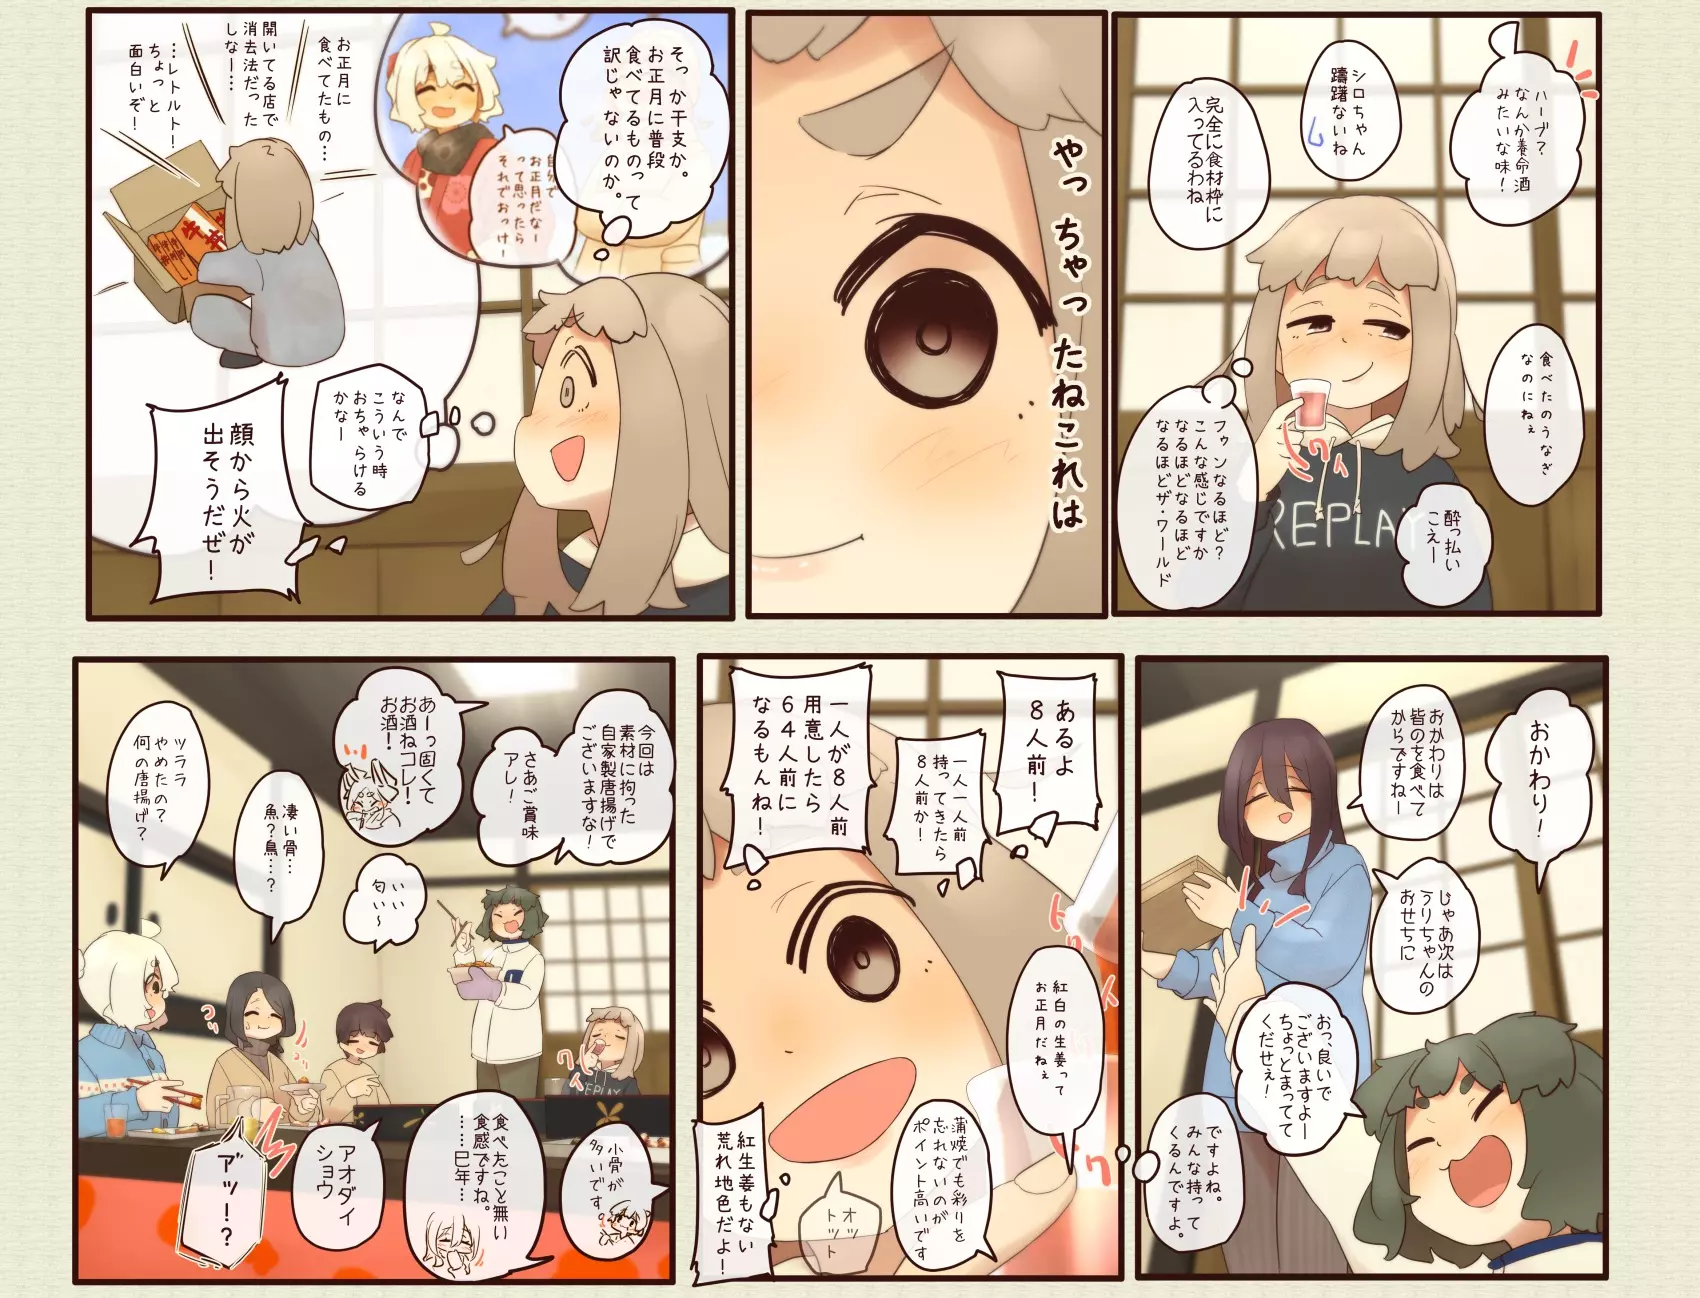 ハーブ？
なんか養命酒
みたいな味！
シロちゃん
躊躇ないね
完全に食材枠に
入ってるわね
食べたのうなぎ
なのにねぇ
フゥンなるほど？
こんな感じですか
なるほどなるほど
なるほどザ・ワールド
酔っ払い
こえー
クイ
REPLAY
やっちゃったねこれは
そっか干支か。
お正月に普段
食べてるものって
訳じゃないのか。
自分で
お正月だなー
って思ったら
それでおっけー！
お正月に
食べてたもの…
開いてる店で
消去法だった
しなー…
…レトルト！
ちょっと
面白いぞ！
牛丼
なんで
こういう時
おちゃらける
かなー
顔から火が
出そうだぜ！
おかわり！
おかわりは
皆のを食べて
からですねー
じゃあ次は
うりちゃんの
おせちに
おっ、良いで
ございますよー
ちょっとまってて
くだせぇ！
ですよね。
みんな持って
くるんですよ。
あるよ
8人前！
一人一人前
持ってきたら
8人前か！
一人が8人前
用意したら
64人前に
なるもんね！
紅白の生姜って
お正月だねぇ
蒲焼でも彩りを
忘れないのが
ポイント高いです
オットット
紅生姜もない
荒れ地色だよ！
今回は
素材に拘った
自家製唐揚げで
ございますな！
さあご賞味
アレ！
あーっ固くて
お酒ねコレ！
お酒！
いい
匂い～
凄い骨…
魚？鳥…？
ツララ
やめたの？
何の唐揚げ？
クイ
小骨が
多いです。
食べたこと無い
食感ですね。
……巳年…
アオダイ
ショウ
ア゛ッ！？